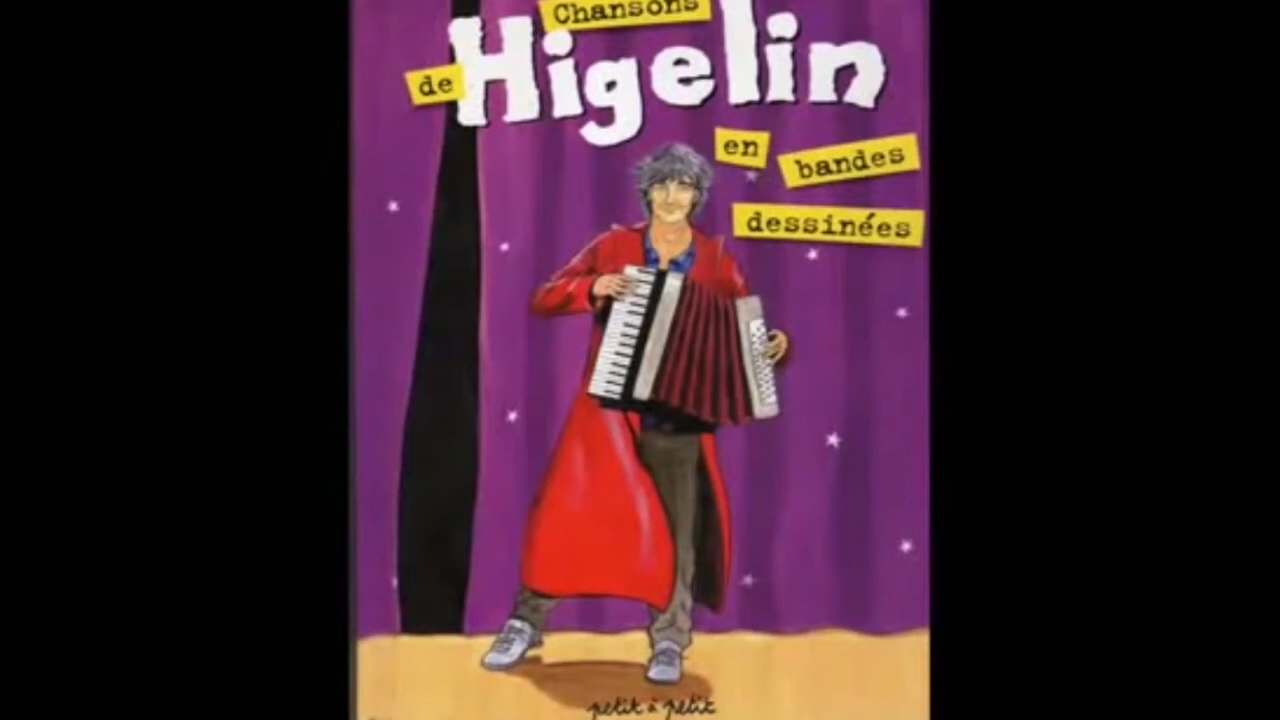 Chansons
de Higelin
en bandes
dessinées
petit à petit